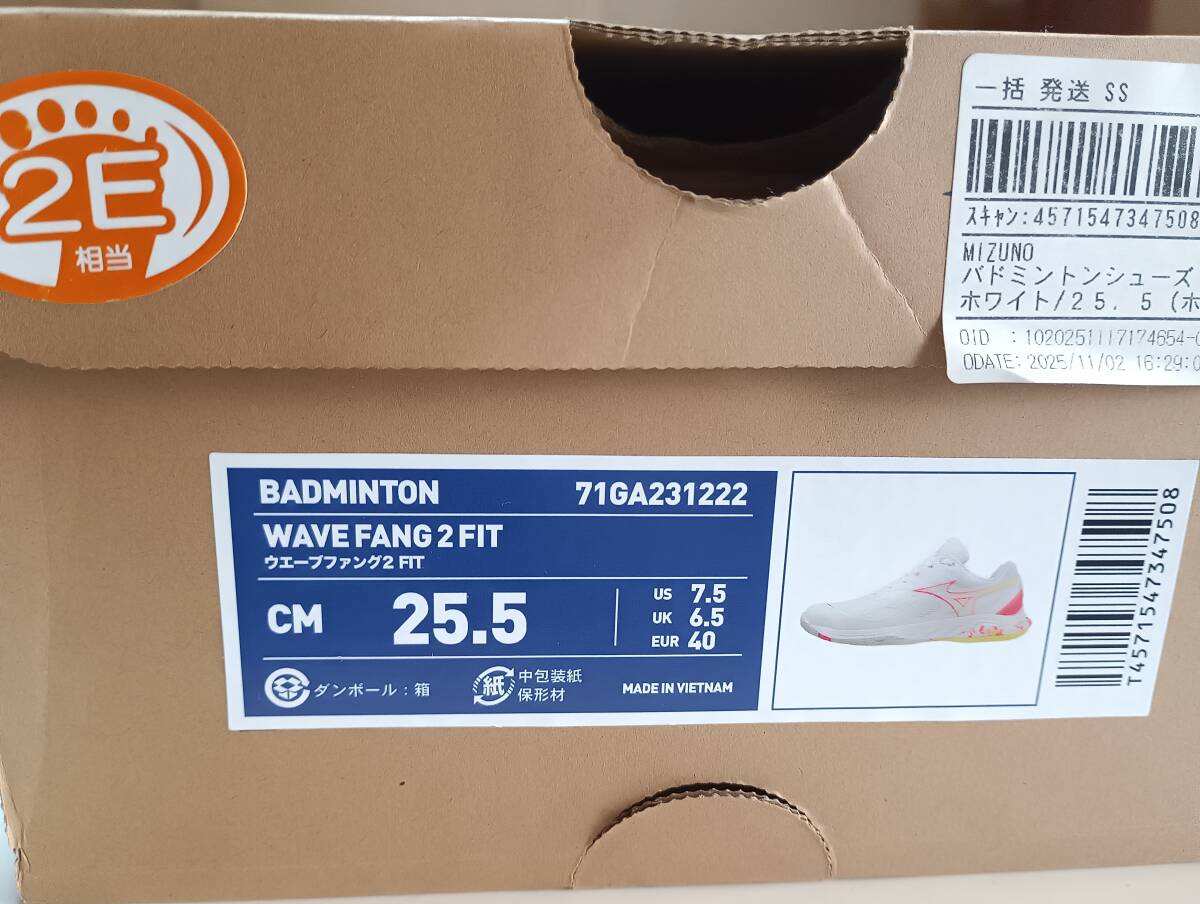 2E
相当
一括 発送 SS
スキャン:4571547347508
MIZUNO
バドミントンシューズ
ホワイト/25.5 (ホ
OID :1020251117174654-
ODATE: 2025/11/02 16:29:0
BADMINTON 71GA231222
WAVE FANG 2 FIT
ウエーブファング2 FIT
CM 25.5
US 7.5
UK 6.5
EUR 40
ダンボール:箱
紙 中包装紙
保形材
MADE IN VIETNAM
T4571547347508